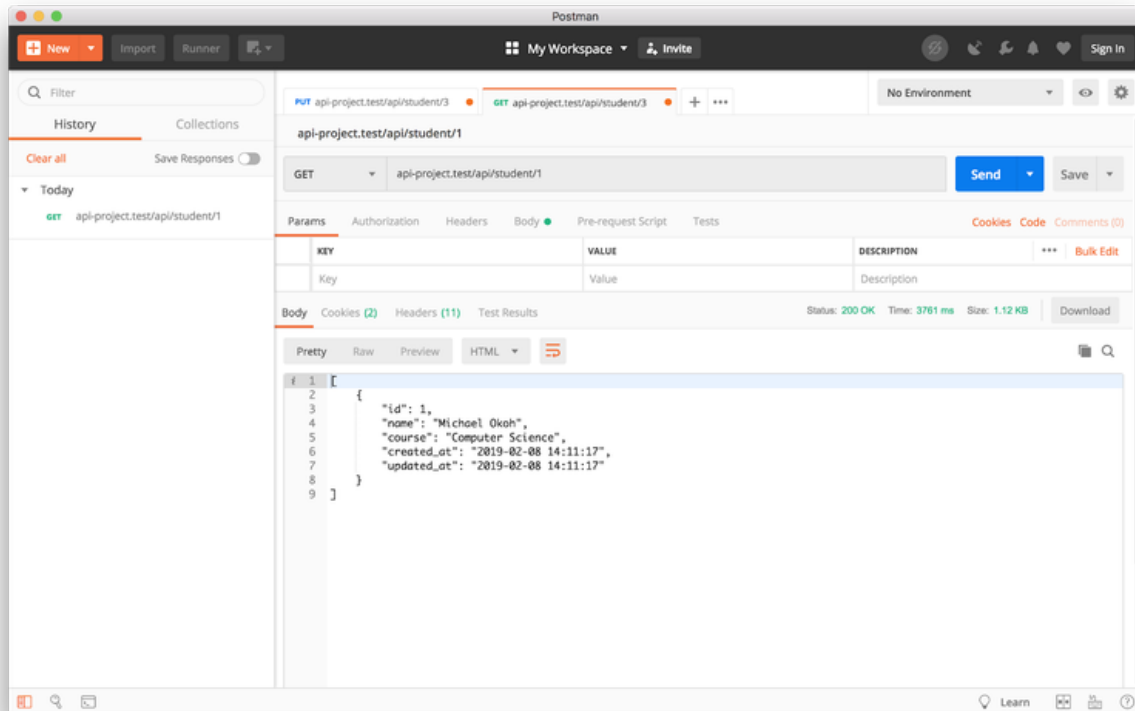 Postman
New Import Runner My Workspace Invite Sign In
Filter
History Collections
Clear all Save Responses
Today
GET api-project.test/api/student/1
PUT api-project.test/api/student/3 GET api-project.test/api/student/3 + ••• No Environment
api-project.test/api/student/1
GET api-project.test/api/student/1 Send Save
Params Authorization Headers Body Pre-request Script Tests Cookies Code Comments (0)
KEY VALUE DESCRIPTION ••• Bulk Edit
Key Value Description
Body Cookies (2) Headers (11) Test Results Status: 200 OK Time: 3761 ms Size: 1.12 KB Download
Pretty Raw Preview HTML
i 1 [
2 {
3 "id": 1,
4 "name": "Michael Okoh",
5 "course": "Computer Science",
6 "created_at": "2019-02-08 14:11:17",
7 "updated_at": "2019-02-08 14:11:17"
8 }
9 ]
Learn ?